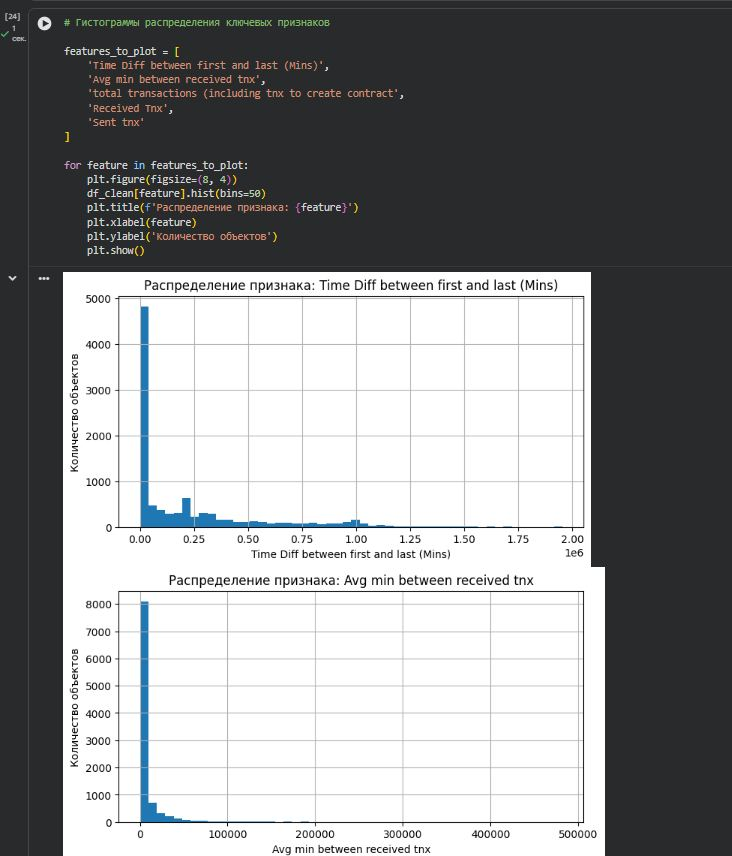 [24]
1
сек.
# Гистограммы распределения ключевых признаков
features_to_plot = [
    'Time Diff between first and last (Mins)',
    'Avg min between received tnx',
    'total transactions (including tnx to create contract',
    'Received Tnx',
    'Sent tnx'
]
for feature in features_to_plot:
    plt.figure(figsize=(8, 4))
    df_clean[feature].hist(bins=50)
    plt.title(f'Распределение признака: {feature}')
    plt.xlabel(feature)
    plt.ylabel('Количество объектов')
    plt.show()
Распределение признака: Time Diff between first and last (Mins)
Количество объектов
5000
4000
3000
2000
1000
0
0.00 0.25 0.50 0.75 1.00 1.25 1.50 1.75 2.00
1e6
Time Diff between first and last (Mins)
Распределение признака: Avg min between received tnx
Количество объектов
8000
7000
6000
5000
4000
3000
2000
1000
0
0 100000 200000 300000 400000 500000
Avg min between received tnx